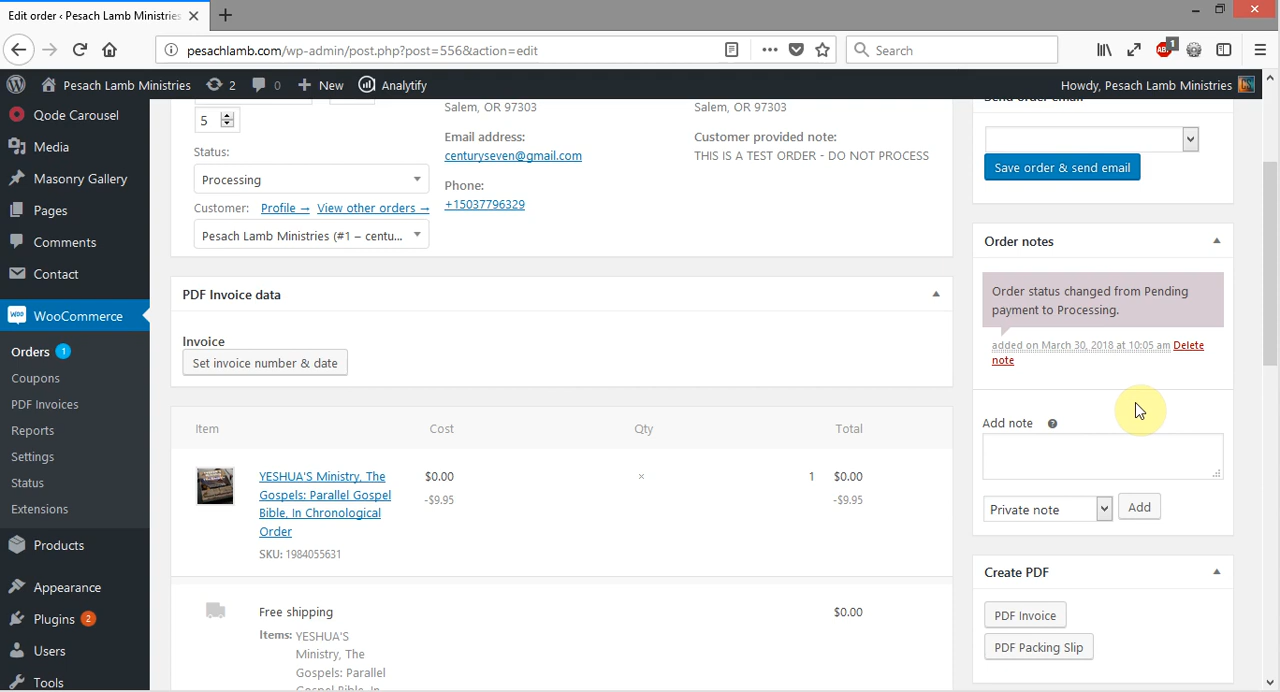 Edit order ‹ Pesach Lamb Ministries
pesachlamb.com/wp-admin/post.php?post=556&action=edit
Search
ABP
1
Pesach Lamb Ministries
2
0
New
Analytify
Howdy, Pesach Lamb Ministries
Qode Carousel
Media
Masonry Gallery
Pages
Comments
Contact
WooCommerce
Orders 1
Coupons
PDF Invoices
Reports
Settings
Status
Extensions
Products
Appearance
Plugins 2
Users
Tools
5
Status:
Processing
Customer: Profile → View other orders →
Pesach Lamb Ministries (#1 – centu...
Salem, OR 97303
Email address:
centuryseven@gmail.com
Phone:
+15037796329
Salem, OR 97303
Customer provided note:
THIS IS A TEST ORDER - DO NOT PROCESS
PDF Invoice data
Invoice
Set invoice number & date
Item Cost Qty Total
YESHUA'S Ministry, The
Gospels: Parallel Gospel
Bible, In Chronological
Order
$0.00 × 1 $0.00
-$9.95 -$9.95
SKU: 1984055631
Free shipping $0.00
Items: YESHUA'S
Ministry, The
Gospels: Parallel
Gospel Bible, In
Send order email
Save order & send email
Order notes
Order status changed from Pending
payment to Processing.
added on March 30, 2018 at 10:05 am Delete
note
Add note ?
Private note
Add
Create PDF
PDF Invoice
PDF Packing Slip